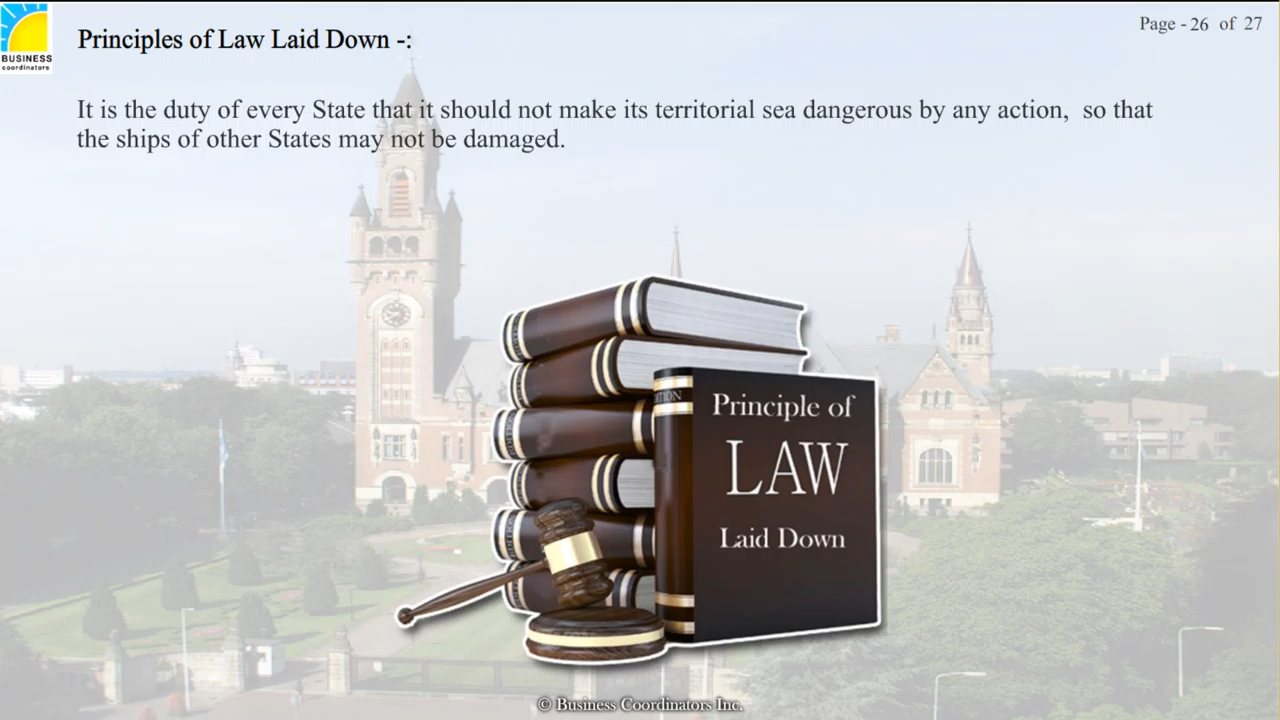 BUSINESS
coordinators
Page - 26 of 27
Principles of Law Laid Down -:
It is the duty of every State that it should not make its territorial sea dangerous by any action, so that
the ships of other States may not be damaged.
Principle of
LAW
Laid Down
© Business Coordinators Inc.